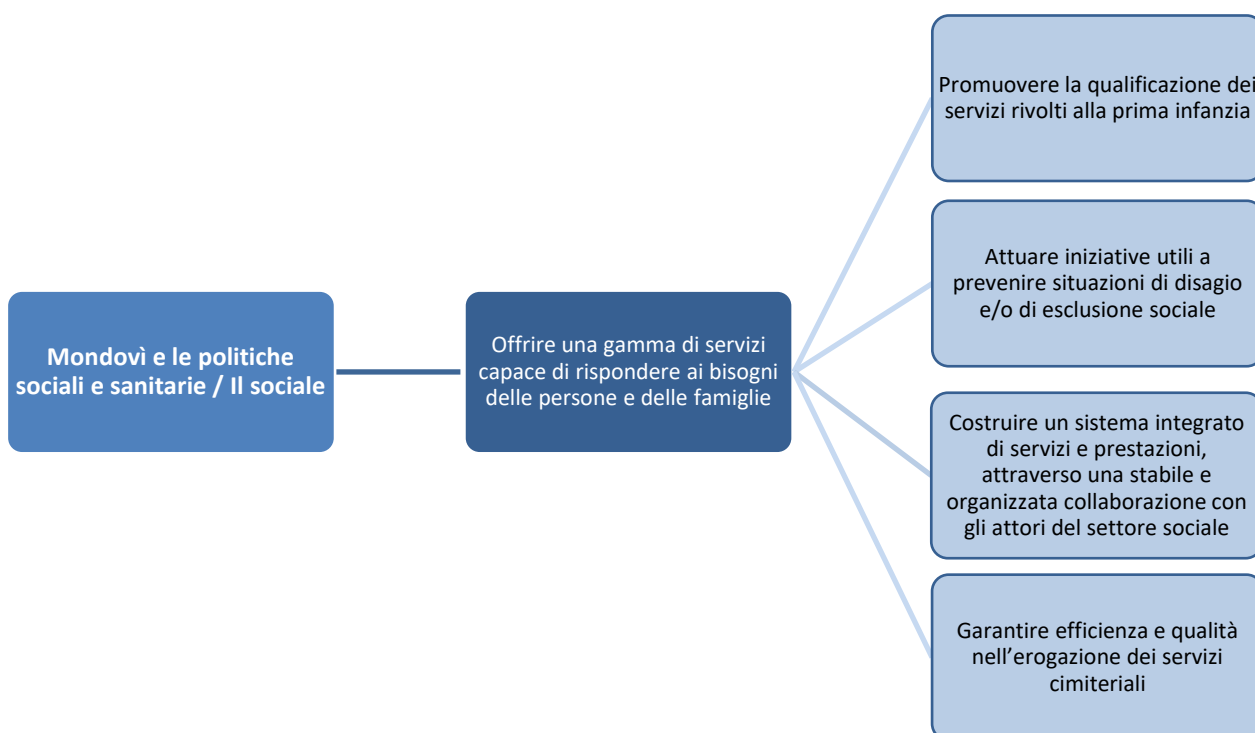 Mondovì e le politiche
sociali e sanitarie / Il sociale
Offrire una gamma di servizi
capace di rispondere ai bisogni
delle persone e delle famiglie
Promuovere la qualificazione dei
servizi rivolti alla prima infanzia
Attuare iniziative utili a
prevenire situazioni di disagio
e/o di esclusione sociale
Costruire un sistema integrato
di servizi e prestazioni,
attraverso una stabile e
organizzata collaborazione con
gli attori del settore sociale
Garantire efficienza e qualità
nell’erogazione dei servizi
cimiteriali